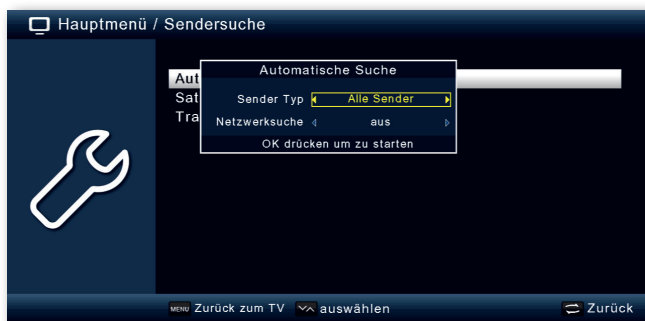 Hauptmenü / Sendersuche
Automatische Suche
Aut
Sat
Sender Typ Alle Sender
Tra
Netzwerksuche aus
OK drücken um zu starten
MENU Zurück zum TV auswählen Zurück